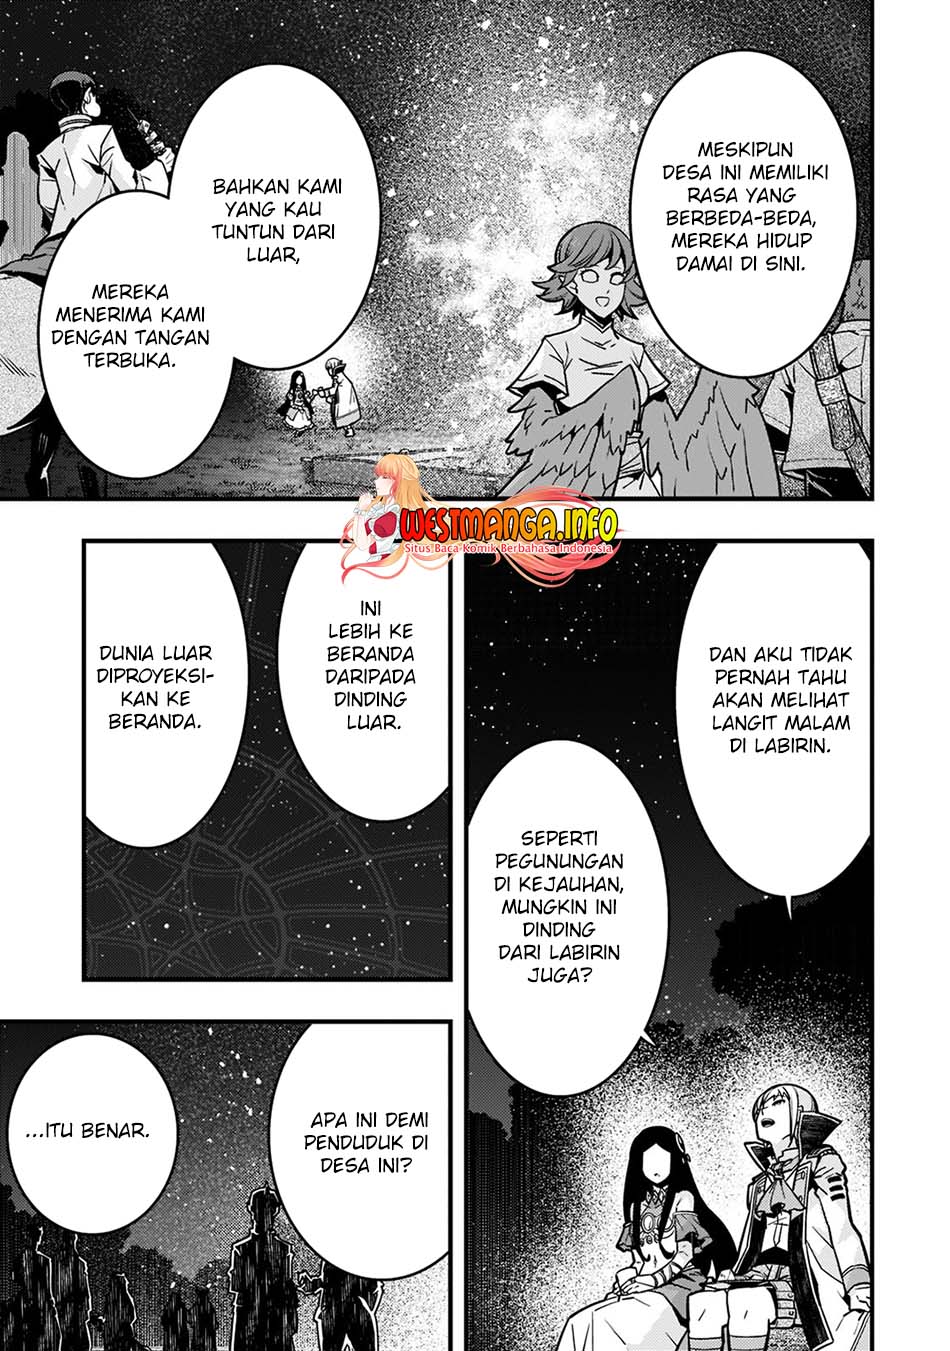 MESKIPUN
DESA INI MEMILIKI
RASA YANG
BERBEDA-BEDA,
MEREKA HIDUP
DAMAI DI SINI.
BAHKAN KAMI
YANG KAU
TUNTUN DARI
LUAR,
MEREKA
MENERIMA KAMI
DENGAN TANGAN
TERBUKA.
WESTMANGA.INFO
Situs Baca Komik Berbahasa Indonesia
DAN AKU TIDAK
PERNAH TAHU
AKAN MELIHAT
LANGIT MALAM
DI LABIRIN.
SEPERTI
PEGUNUNGAN
DI KEJAUHAN,
MUNGKIN INI
DINDING
DARI LABIRIN
JUGA?
INI
LEBIH KE
BERANDA
DARIPADA
DINDING
LUAR.
DUNIA LUAR
DIPROYEKSI-
KAN KE
BERANDA.
APA INI DEMI
PENDUDUK DI
DESA INI?
...ITU BENAR.